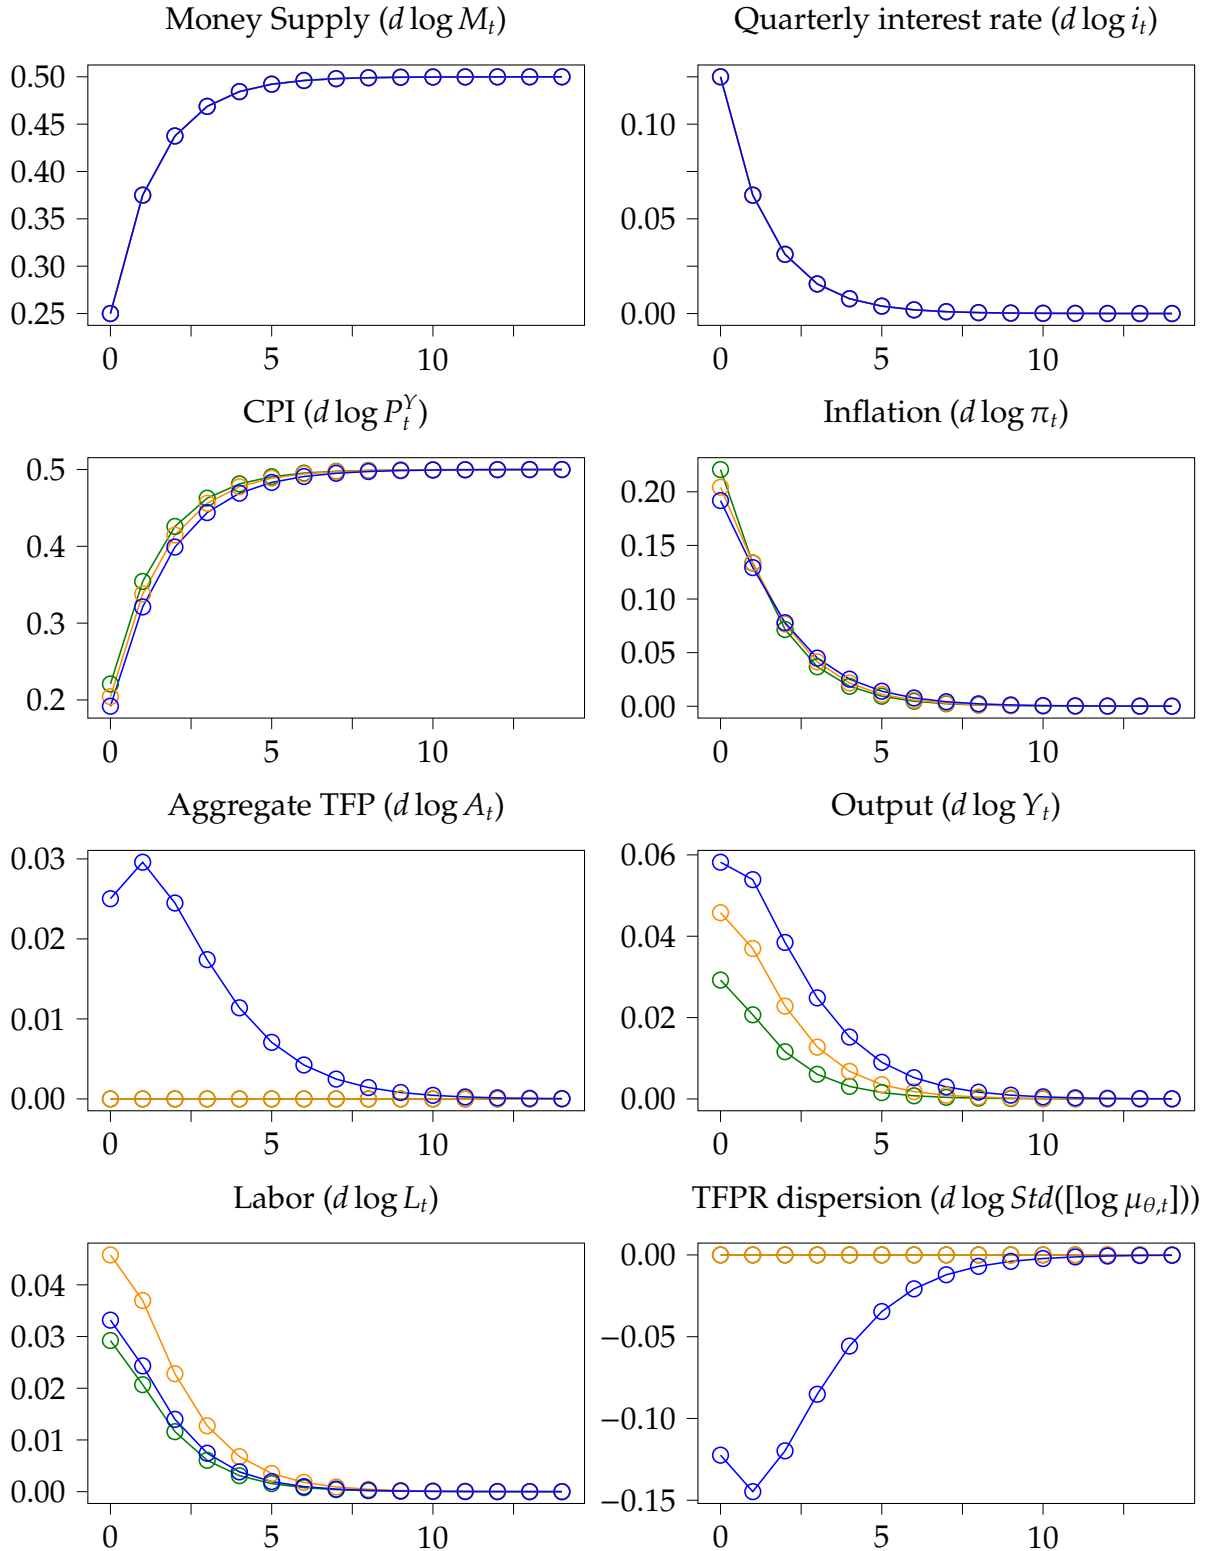 Money Supply (d log M_t)
0.50
0.45
0.40
0.35
0.30
0.25
0 5 10
Quarterly interest rate (d log i_t)
0.10
0.05
0.00
0 5 10
CPI (d log P_t^Y)
0.5
0.4
0.3
0.2
0 5 10
Inflation (d log π_t)
0.20
0.15
0.10
0.05
0.00
0 5 10
Aggregate TFP (d log A_t)
0.03
0.02
0.01
0.00
0 5 10
Output (d log Y_t)
0.06
0.04
0.02
0.00
0 5 10
Labor (d log L_t)
0.04
0.03
0.02
0.01
0.00
0 5 10
TFPR dispersion (d log Std([log μ_{θ,t}]))
0.00
−0.05
−0.10
−0.15
0 5 10